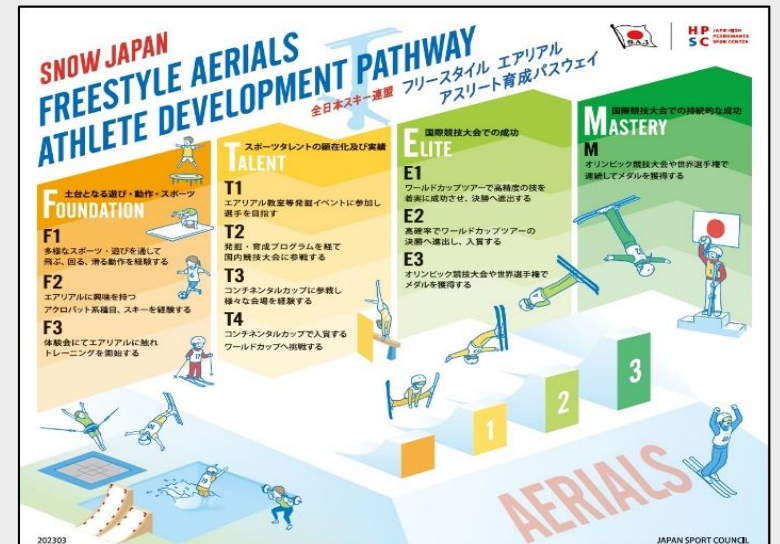 SNOW JAPAN
FREESTYLE AERIALS
ATHLETE DEVELOPMENT PATHWAY
全日本スキー連盟 フリースタイル エアリアル
アスリート育成パスウェイ
S.A.J
HP
SC
JAPAN HIGH
PERFORMANCE
SPORT CENTER
土台となる遊び・動作・スポーツ
FOUNDATION
F1
多様なスポーツ・遊びを通して
飛ぶ、回る、滑る動作を経験する
F2
エアリアルに興味を持つ
アクロバット系種目、スキーを経験する
F3
体験会にてエアリアルに触れ
トレーニングを開始する
スポーツタレントの顕在化及び実績
TALENT
T1
エアリアル教室等発掘イベントに参加し
選手を目指す
T2
発掘・育成プログラムを経て
国内競技大会に参戦する
T3
コンチネンタルカップに参戦し
様々な会場を経験する
T4
コンチネンタルカップで入賞する
ワールドカップへ挑戦する
国際競技大会での成功
ELITE
E1
ワールドカップツアーで高精度の技を
着実に成功させ、決勝へ進出する
E2
高確率でワールドカップツアーの
決勝へ進出し、入賞する
E3
オリンピック競技大会や世界選手権で
メダルを獲得する
国際競技大会での持続的な成功
MASTERY
M
オリンピック競技大会や世界選手権で
連続してメダルを獲得する
1
2
3
AERIALS
202303
JAPAN SPORT COUNCIL